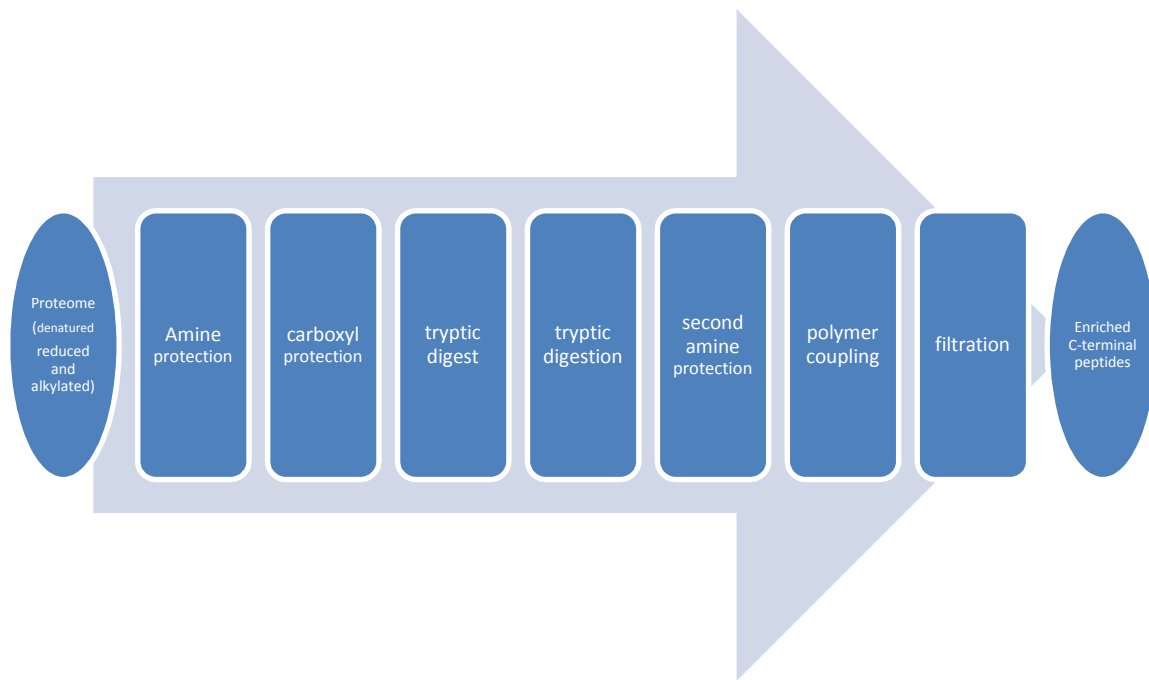 Proteome
(denatured
reduced
and
alkylated)
Amine
protection
carboxyl
protection
tryptic
digest
tryptic
digestion
second
amine
protection
polymer
coupling
filtration
Enriched
C-terminal
peptides